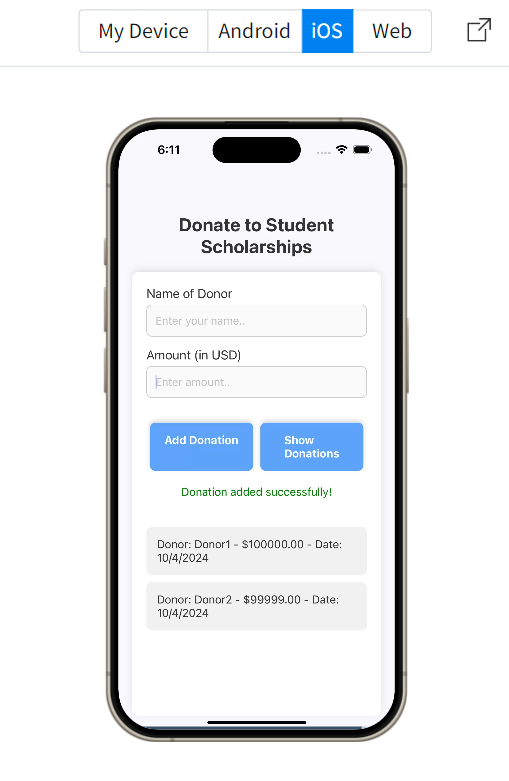 My Device Android iOS Web
6:11
Donate to Student
Scholarships
Name of Donor
Enter your name..
Amount (in USD)
Enter amount..
Add Donation Show
Donations
Donation added successfully!
Donor: Donor1 - $100000.00 - Date:
10/4/2024
Donor: Donor2 - $99999.00 - Date:
10/4/2024